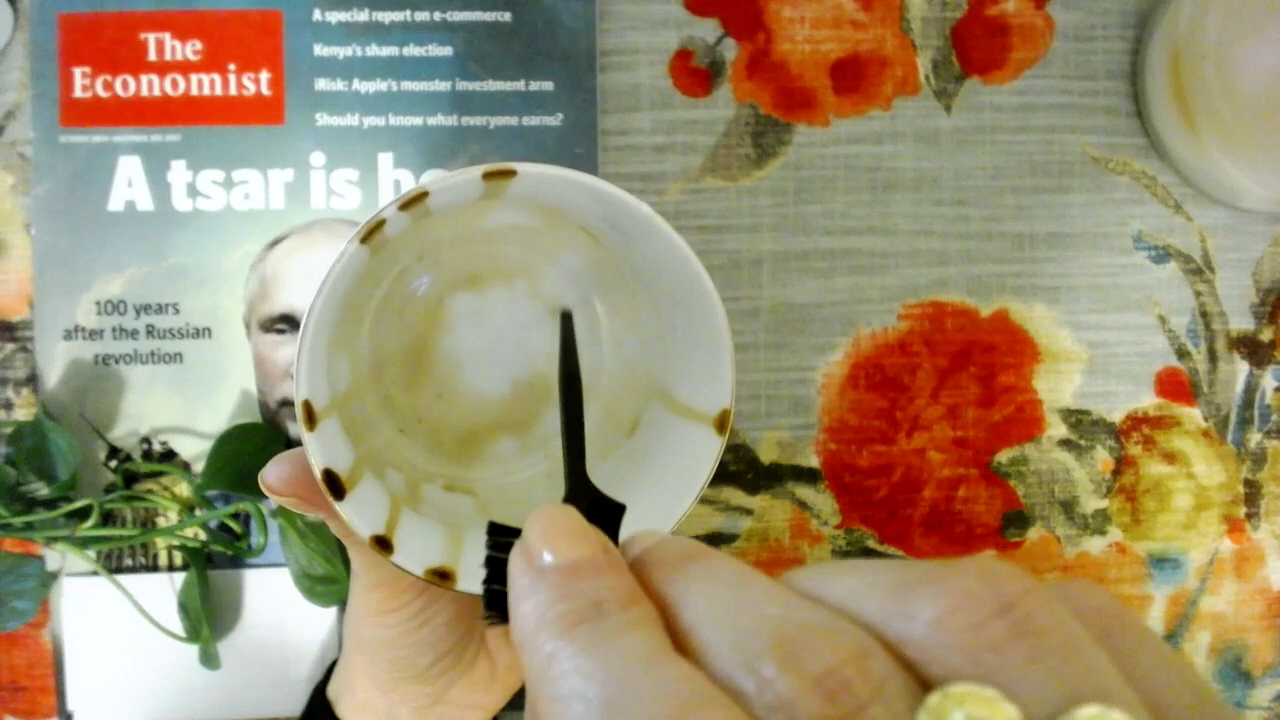 The
Economist
A special report on e-commerce
Kenya's sham election
iRisk: Apple's monster investment arm
Should you know what everyone earns?
A tsar is
100 years
after the Russian
revolution